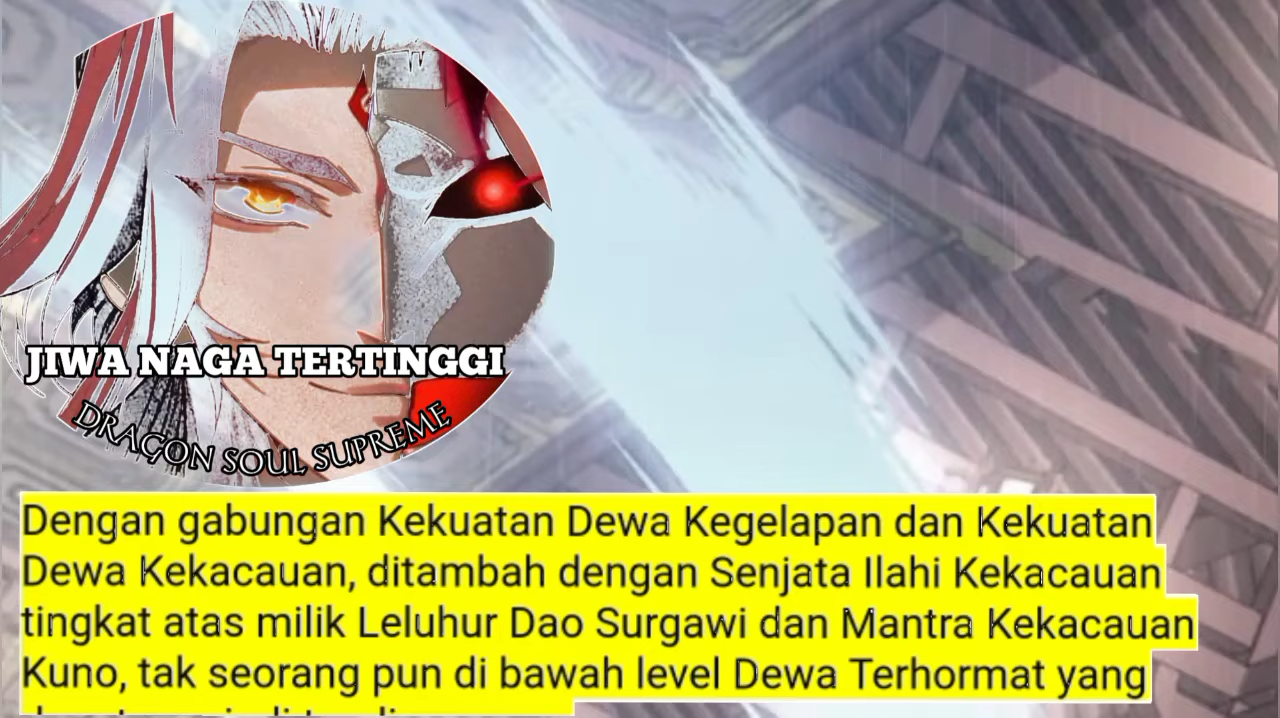 JIWA NAGA TERTINGGI
DRAGON SOUL SUPREME
Dengan gabungan Kekuatan Dewa Kegelapan dan Kekuatan
Dewa Kekacauan, ditambah dengan Senjata Ilahi Kekacauan
tingkat atas milik Leluhur Dao Surgawi dan Mantra Kekacauan
Kuno, tak seorang pun di bawah level Dewa Terhormat yang